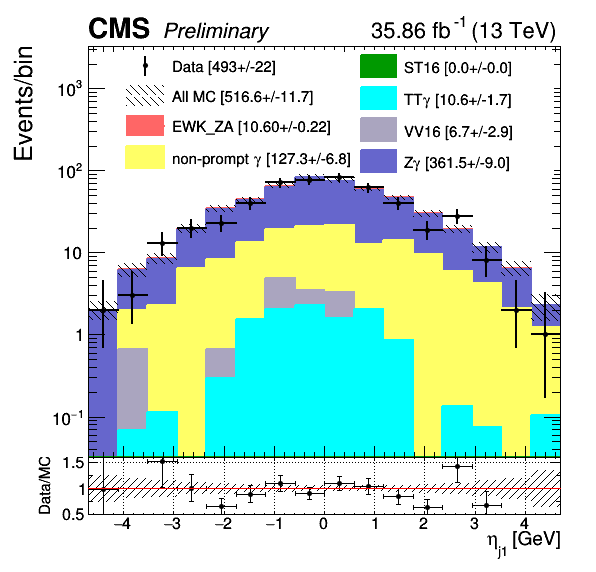 CMS Preliminary 35.86 fb⁻¹ (13 TeV)
Events/bin
Data [493+/-22]
All MC [516.6+/-11.7]
EWK_ZA [10.60+/-0.22]
non-prompt γ [127.3+/-6.8]
ST16 [0.0+/-0.0]
TTγ [10.6+/-1.7]
VV16 [6.7+/-2.9]
Zγ [361.5+/-9.0]
10³
10²
10
1
10⁻¹
Data/MC
1.5
1
0.5
−4 −3 −2 −1 0 1 2 3 4
η_j1 [GeV]